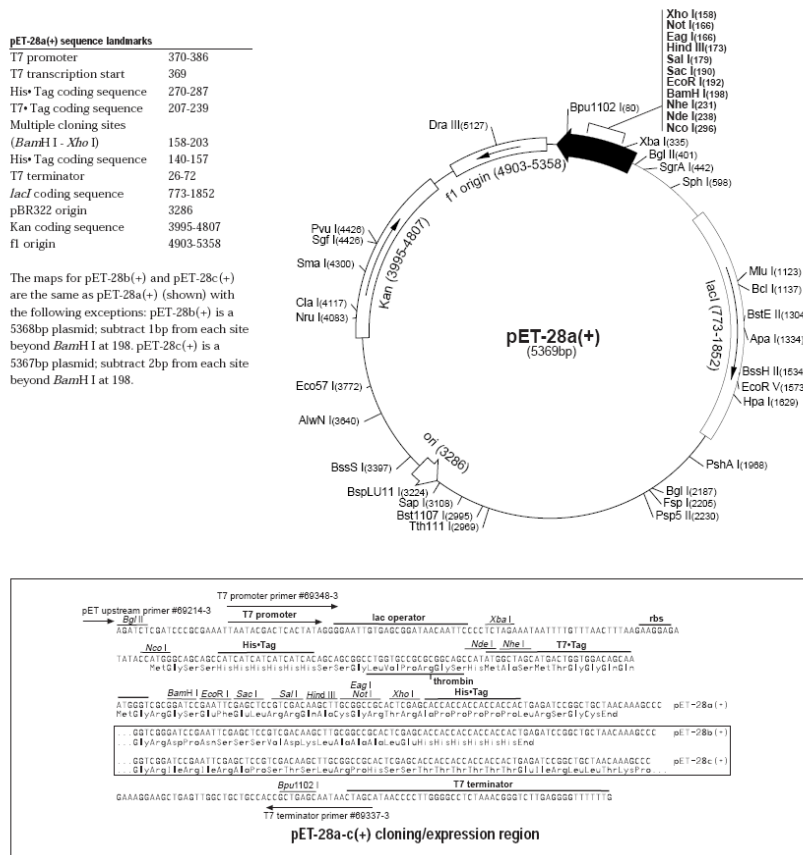 pET-28a(+) sequence landmarks
T7 promoter 370-386
T7 transcription start 369
His•Tag coding sequence 270-287
T7•Tag coding sequence 207-239
Multiple cloning sites
(BamH I - Xho I) 158-203
His•Tag coding sequence 140-157
T7 terminator 26-72
lacI coding sequence 773-1852
pBR322 origin 3286
Kan coding sequence 3995-4807
f1 origin 4903-5358
The maps for pET-28b(+) and pET-28c(+)
are the same as pET-28a(+) (shown) with
the following exceptions: pET-28b(+) is a
5368bp plasmid; subtract 1bp from each site
beyond BamH I at 198. pET-28c(+) is a
5367bp plasmid; subtract 2bp from each site
beyond BamH I at 198.
Xho I(158)
Not I(166)
Eag I(166)
Hind III(173)
Sal I(179)
Sac I(190)
EcoR I(192)
BamH I(198)
Nhe I(231)
Nde I(238)
Nco I(296)
Bpu1102 I(80)
Dra III(5127)
Xba I(335)
Bgl II(401)
SgrA I(442)
Sph I(598)
f1 origin (4903-5358)
Pvu I(4426)
Sgf I(4426)
Sma I(4300)
Kan (3995-4807)
Cla I(4117)
Nru I(4083)
Mlu I(1123)
Bcl I(1137)
BstE II(1304)
Apa I(1334)
lacI (773-1852)
BssH II(1534)
EcoR V(1573)
Hpa I(1629)
pET-28a(+)
(5369bp)
Eco57 I(3772)
AlwN I(3640)
ori (3286)
BssS I(3397)
BspLU11 I(3224)
Sap I(3108)
Bst1107 I(2995)
Tth111 I(2969)
PshA I(1968)
Bgl I(2187)
Fsp I(2205)
Psp5 II(2230)
pET upstream primer #69214-3
T7 promoter primer #69348-3
Bgl II T7 promoter lac operator Xba I rbs
AGATCTCGATCCCGCGAAATTAATACGACTCACTATAGGGGAATTGTGAGCGGATAACAATTCCCCTCTAGAAATAATTTTGTTTAACTTTAAGAAGGAGA
Nco I His•Tag Nde I Nhe I T7•Tag
TATACCATGGGCAGCAGCCATCATCATCATCATCACAGCAGCGGCCTGGTGCCGCGCGGCAGCCATATGGCTAGCATGACTGGTGGACAGCAA
MetGlySerSerHisHisHisHisHisHisSerSerGlyLeuValProArgGlySerHisMetAlaSerMetThrGlyGlyGlnGln
thrombin
BamH I EcoR I Sac I Sal I Hind III Eag I Not I Xho I His•Tag
ATGGGTCGCGGATCCGAATTCGAGCTCCGTCGACAAGCTTGCGGCCGCACTCGAGCACCACCACCACCACCACTGAGATCCGGCTGCTAACAAAGCCC pET-28a(+)
MetGlyArgGlySerGluPheGluLeuArgArgGlnAlaCysGlyArgThrArgAlaProProProProProProLeuArgSerGlyCysEnd
...GGTCGGGATCCGAATTCGAGCTCCGTCGACAAGCTTGCGGCCGCACTCGAGCACCACCACCACCACCACTGAGATCCGGCTGCTAACAAAGCCC pET-28b(+)
...GlyArgAspProAsnSerSerSerValAspLysLeuAlaAlaAlaLeuGluHisHisHisHisHisHisEnd
...GGTCGGATCCGAATTCGAGCTCCGTCGACAAGCTTGCGGCCGCACTCGAGCACCACCACCACCACCACTGAGATCCGGCTGCTAACAAAGCCC pET-28c(+)
...GlyArgIleArgIleArgAlaProSerThrSerLeuArgProHisSerSerThrThrThrThrThrThrGluIleArgLeuLeuThrLysPro...
Bpu1102 I T7 terminator
GAAAGGAAGCTGAGTTGGCTGCTGCCACCGCTGAGCAATAACTAGCATAACCCCTTGGGGCCTCTAAACGGGTCTTGAGGGGTTTTTTG
T7 terminator primer #69337-3
pET-28a-c(+) cloning/expression region